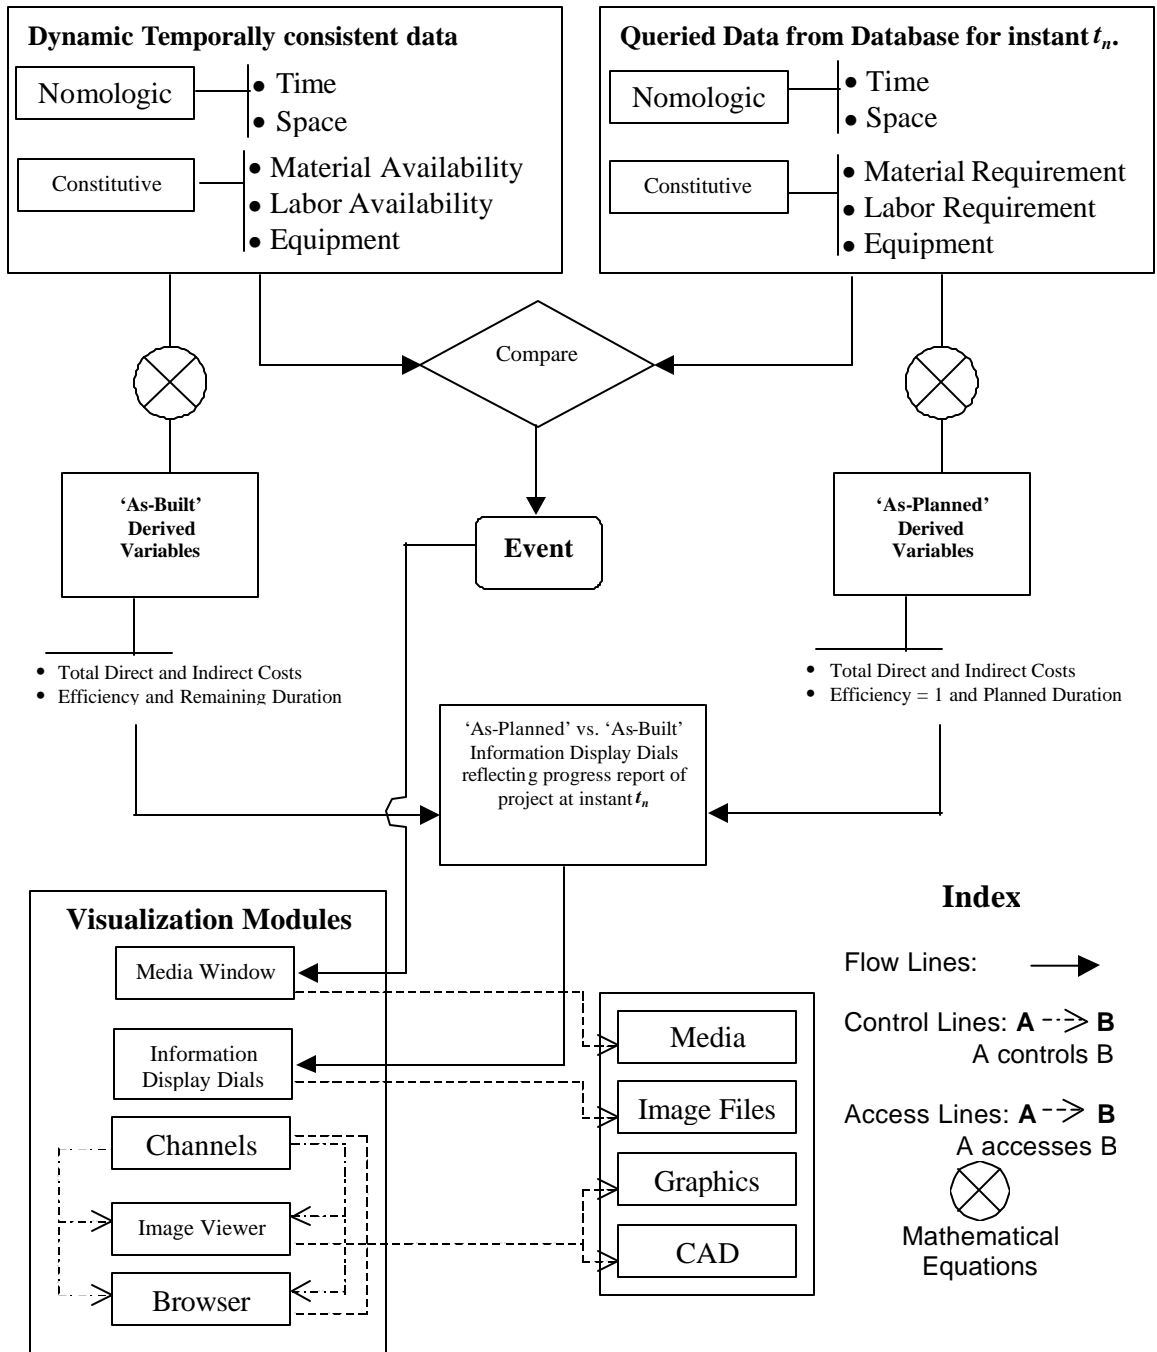 Dynamic Temporally consistent data
Nomologic
• Time
• Space
Constitutive
• Material Availability
• Labor Availability
• Equipment
Queried Data from Database for instant tn.
Nomologic
• Time
• Space
Constitutive
• Material Requirement
• Labor Requirement
• Equipment
Compare
‘As-Built’
Derived
Variables
Event
‘As-Planned’
Derived
Variables
• Total Direct and Indirect Costs
• Efficiency and Remaining Duration
• Total Direct and Indirect Costs
• Efficiency = 1 and Planned Duration
‘As-Planned’ vs. ‘As-Built’
Information Display Dials
reflecting progress report of
project at instant tn
Visualization Modules
Media Window
Information
Display Dials
Channels
Image Viewer
Browser
Media
Image Files
Graphics
CAD
Index
Flow Lines:
Control Lines: A B
A controls B
Access Lines: A B
A accesses B
Mathematical
Equations